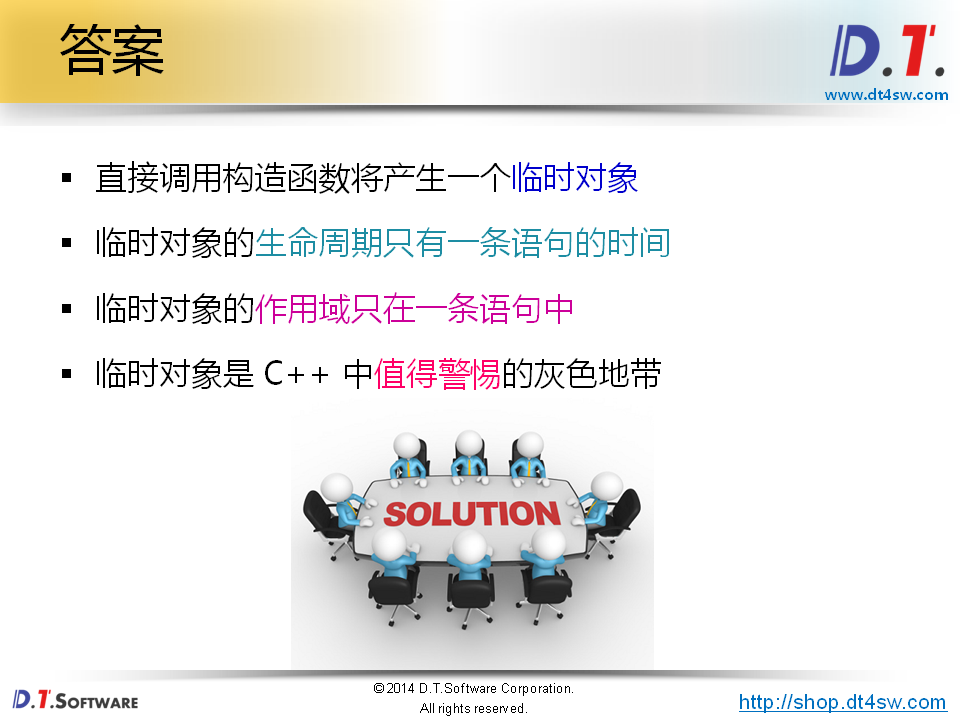 答案
D.T.
www.dt4sw.com
▪ 直接调用构造函数将产生一个临时对象
▪ 临时对象的生命周期只有一条语句的时间
▪ 临时对象的作用域只在一条语句中
▪ 临时对象是 C++ 中值得警惕的灰色地带
SOLUTION
D.T.SOFTWARE
©2014 D.T.Software Corporation.
All rights reserved.
http://shop.dt4sw.com